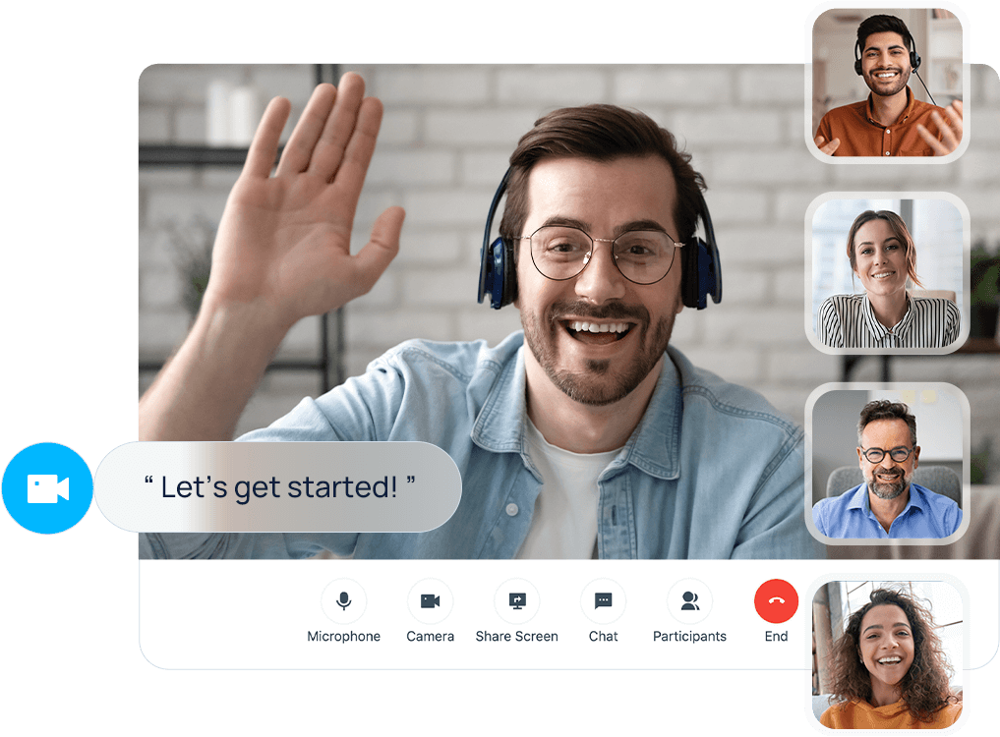 “ Let’s get started! ”
Microphone
Camera
Share Screen
Chat
Participants
End